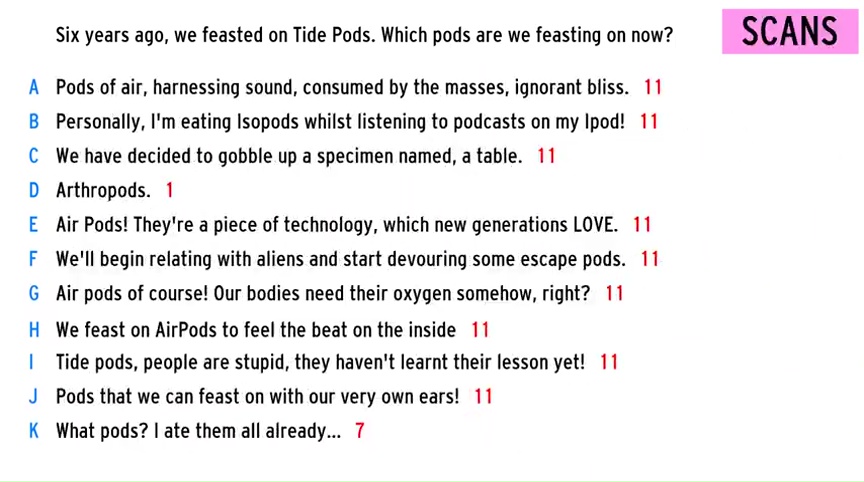 Six years ago, we feasted on Tide Pods. Which pods are we feasting on now?
SCANS
A Pods of air, harnessing sound, consumed by the masses, ignorant bliss. 11
B Personally, I'm eating Isopods whilst listening to podcasts on my Ipod! 11
C We have decided to gobble up a specimen named, a table. 11
D Arthropods. 1
E Air Pods! They're a piece of technology, which new generations LOVE. 11
F We'll begin relating with aliens and start devouring some escape pods. 11
G Air pods of course! Our bodies need their oxygen somehow, right? 11
H We feast on AirPods to feel the beat on the inside 11
I Tide pods, people are stupid, they haven't learnt their lesson yet! 11
J Pods that we can feast on with our very own ears! 11
K What pods? I ate them all already... 7